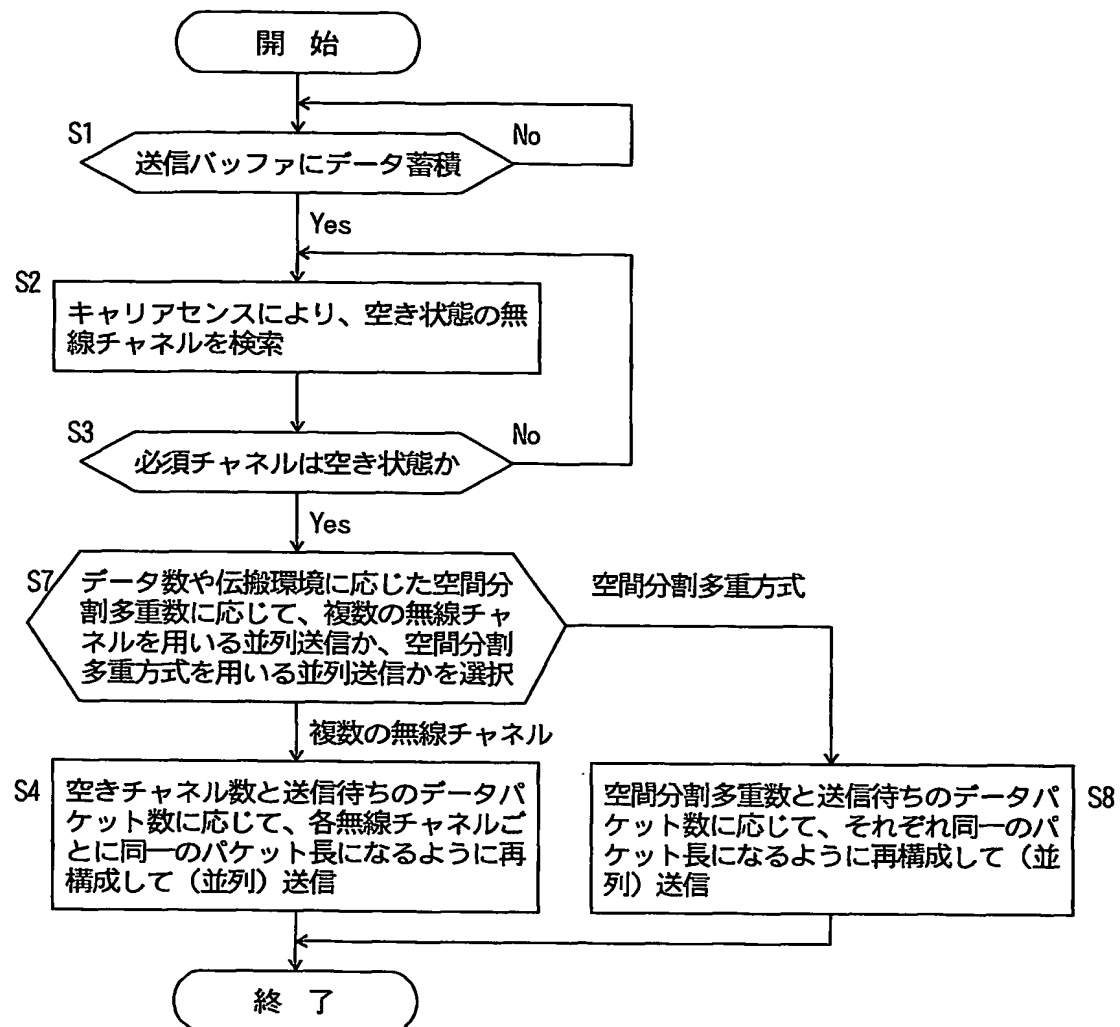 開 始
S1
送信バッファにデータ蓄積
No
Yes
S2
キャリアセンスにより、空き状態の無
線チャネルを検索
S3
必須チャネルは空き状態か
No
Yes
S7
データ数や伝搬環境に応じた空間分
割多重数に応じて、複数の無線チャ
ネルを用いる並列送信か、空間分割
多重方式を用いる並列送信かを選択
空間分割多重方式
複数の無線チャネル
S4
空きチャネル数と送信待ちのデータパ
ケット数に応じて、各無線チャネルご
とに同一のパケット長になるように再
構成して（並列）送信
空間分割多重数と送信待ちのデータパ
ケット数に応じて、それぞれ同一のパ
ケット長になるように再構成して（並
列）送信
S8
終 了